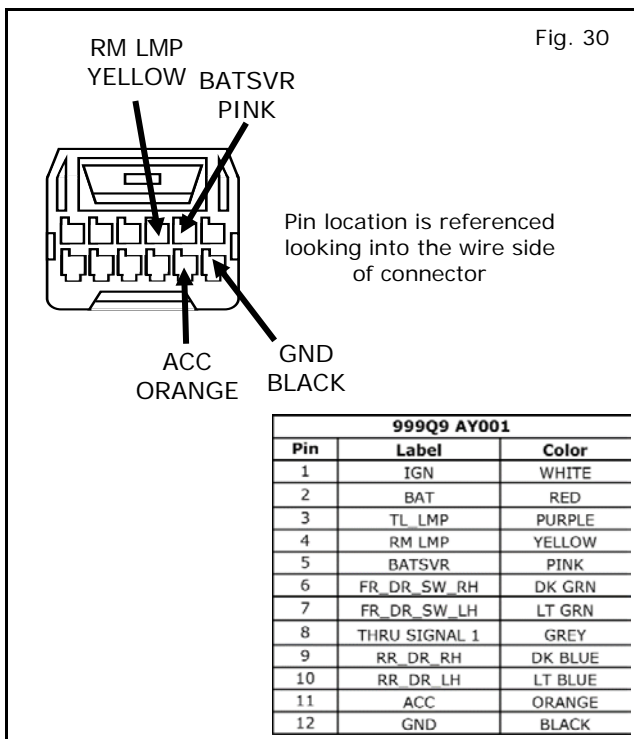 Fig. 30
RM LMP
YELLOW
BATSVR
PINK
Pin location is referenced
looking into the wire side
of connector
ACC
ORANGE
GND
BLACK
999Q9 AY001
Pin Label Color
1 IGN WHITE
2 BAT RED
3 TL_LMP PURPLE
4 RM LMP YELLOW
5 BATSVR PINK
6 FR_DR_SW_RH DK GRN
7 FR_DR_SW_LH LT GRN
8 THRU SIGNAL 1 GREY
9 RR_DR_RH DK BLUE
10 RR_DR_LH LT BLUE
11 ACC ORANGE
12 GND BLACK